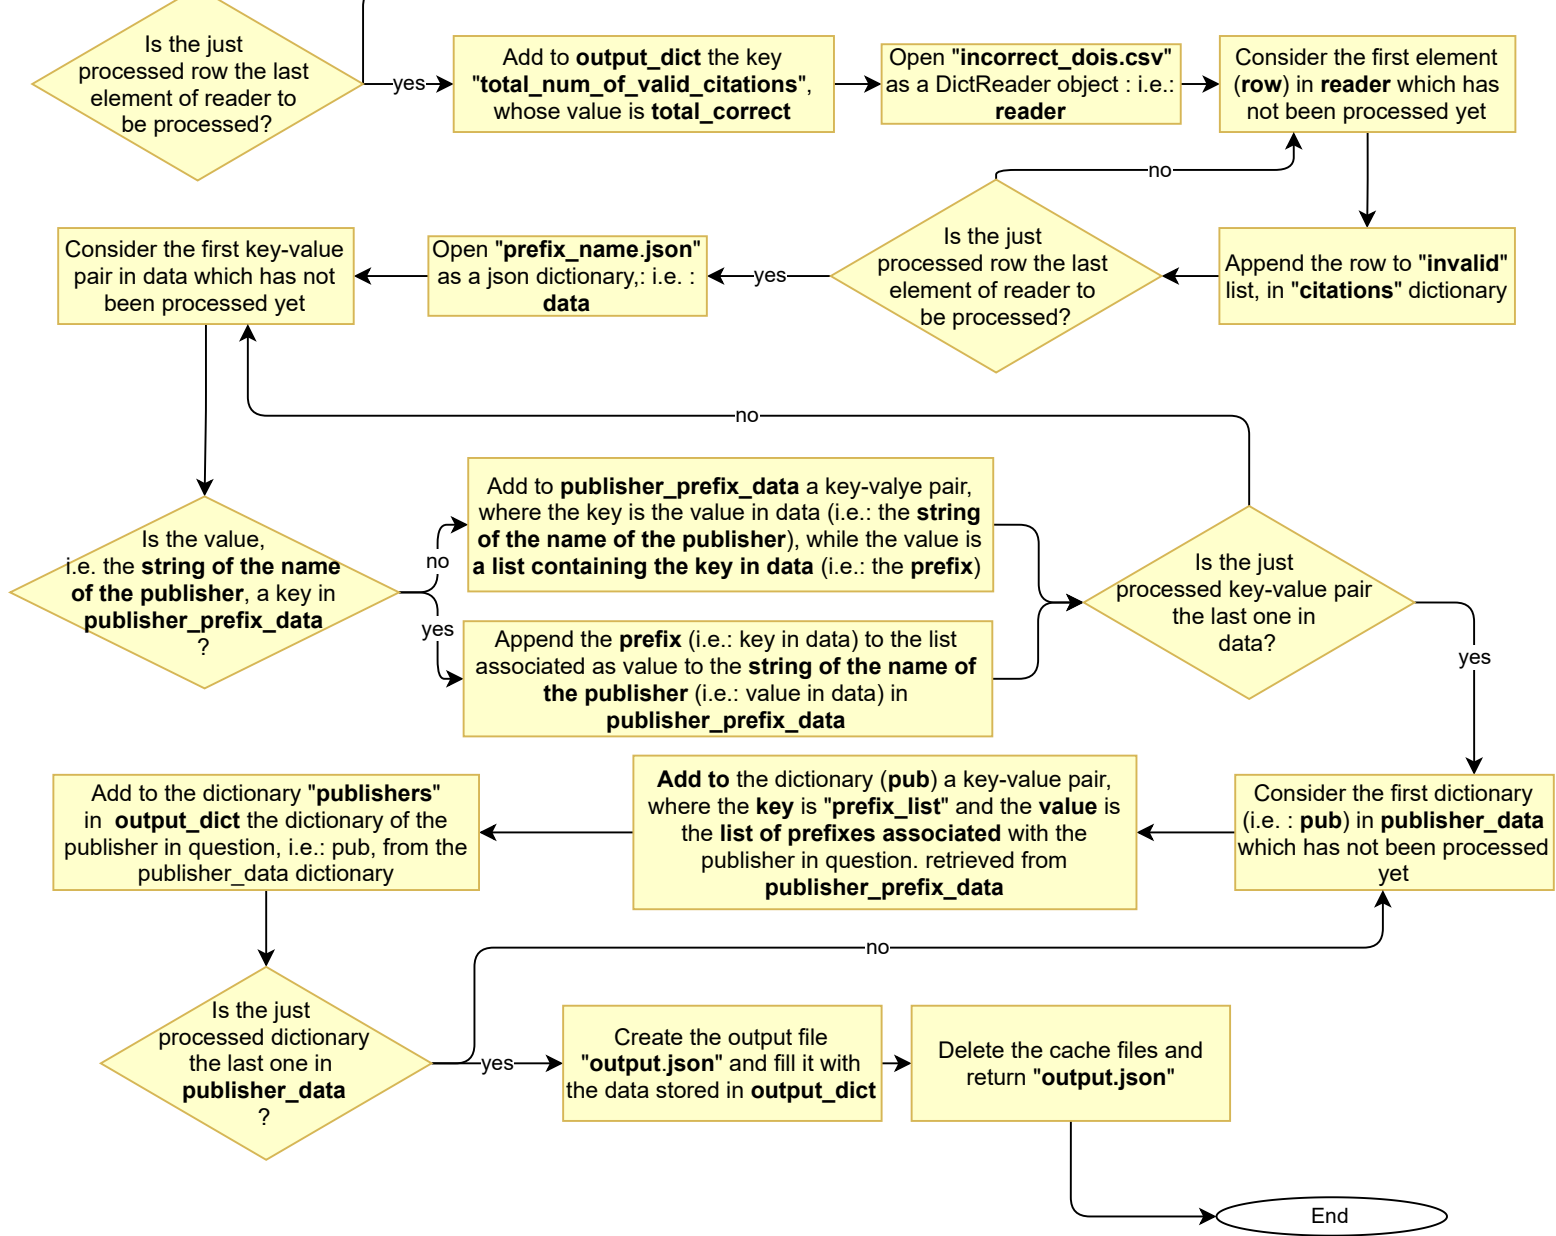 Is the just
processed row the last
element of reader to
be processed?
yes
Add to output_dict the key
"total_num_of_valid_citations",
whose value is total_correct
Open "incorrect_dois.csv"
as a DictReader object : i.e.:
reader
Consider the first element
(row) in reader which has
not been processed yet
no
Append the row to "invalid"
list, in "citations" dictionary
Is the just
processed row the last
element of reader to
be processed?
yes
Open "prefix_name.json"
as a json dictionary,: i.e. :
data
Consider the first key-value
pair in data which has not
been processed yet
no
Is the value,
i.e. the string of the name
of the publisher, a key in
publisher_prefix_data
?
no
yes
Add to publisher_prefix_data a key-valye pair,
where the key is the value in data (i.e.: the string
of the name of the publisher), while the value is
a list containing the key in data (i.e.: the prefix)
Append the prefix (i.e.: key in data) to the list
associated as value to the string of the name of
the publisher (i.e.: value in data) in
publisher_prefix_data
Is the just
processed key-value pair
the last one in
data?
yes
Consider the first dictionary
(i.e. : pub) in publisher_data
which has not been processed
yet
Add to the dictionary (pub) a key-value pair,
where the key is "prefix_list" and the value is
the list of prefixes associated with the
publisher in question. retrieved from
publisher_prefix_data
Add to the dictionary "publishers"
in output_dict the dictionary of the
publisher in question, i.e.: pub, from the
publisher_data dictionary
no
Is the just
processed dictionary
the last one in
publisher_data
?
yes
Create the output file
"output.json" and fill it with
the data stored in output_dict
Delete the cache files and
return "output.json"
End